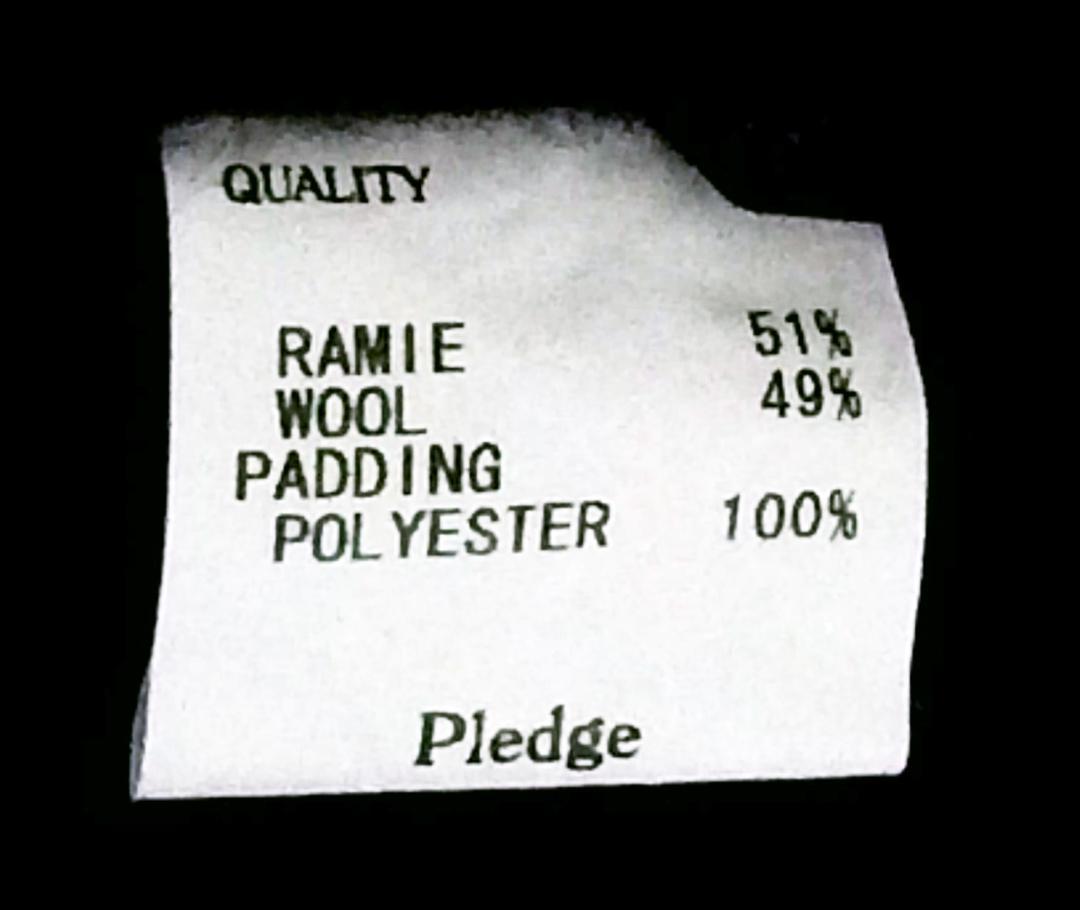 QUALITY
RAMIE 51%
WOOL 49%
PADDING
POLYESTER 100%
Pledge